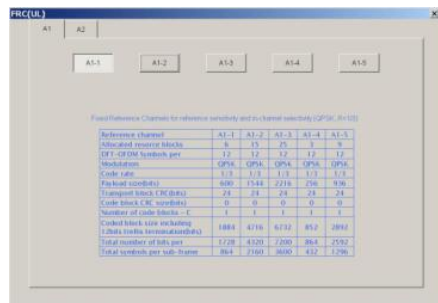 FRC(UL)
A1 A2
A1-1 A1-2 A1-3 A1-4 A1-5
Fixed Reference Channels for reference sensitivity and in-channel selectivity (QPSK, R=1/3)
Reference channel A1-1 A1-2 A1-3 A1-4 A1-5
Allocated resorce blocks 6 15 25 3 9
DFT-OFDM Symbols per 12 12 12 12 12
Modulation QPSK QPSK QPSK QPSK QPSK
Code rate 1/3 1/3 1/3 1/3 1/3
Payload size(bits) 600 1544 2216 256 936
Transport block CRC(bits) 24 24 24 24 24
Code block CRC size(bits) 0 0 0 0 0
Number of code blocks - C 1 1 1 1 1
Coded block size including
12bits trellis termination(bits) 1884 4716 6732 852 2892
Total number of bits per 1728 4320 7200 864 2592
Total symbols per sub-frame 864 2160 3600 432 1296